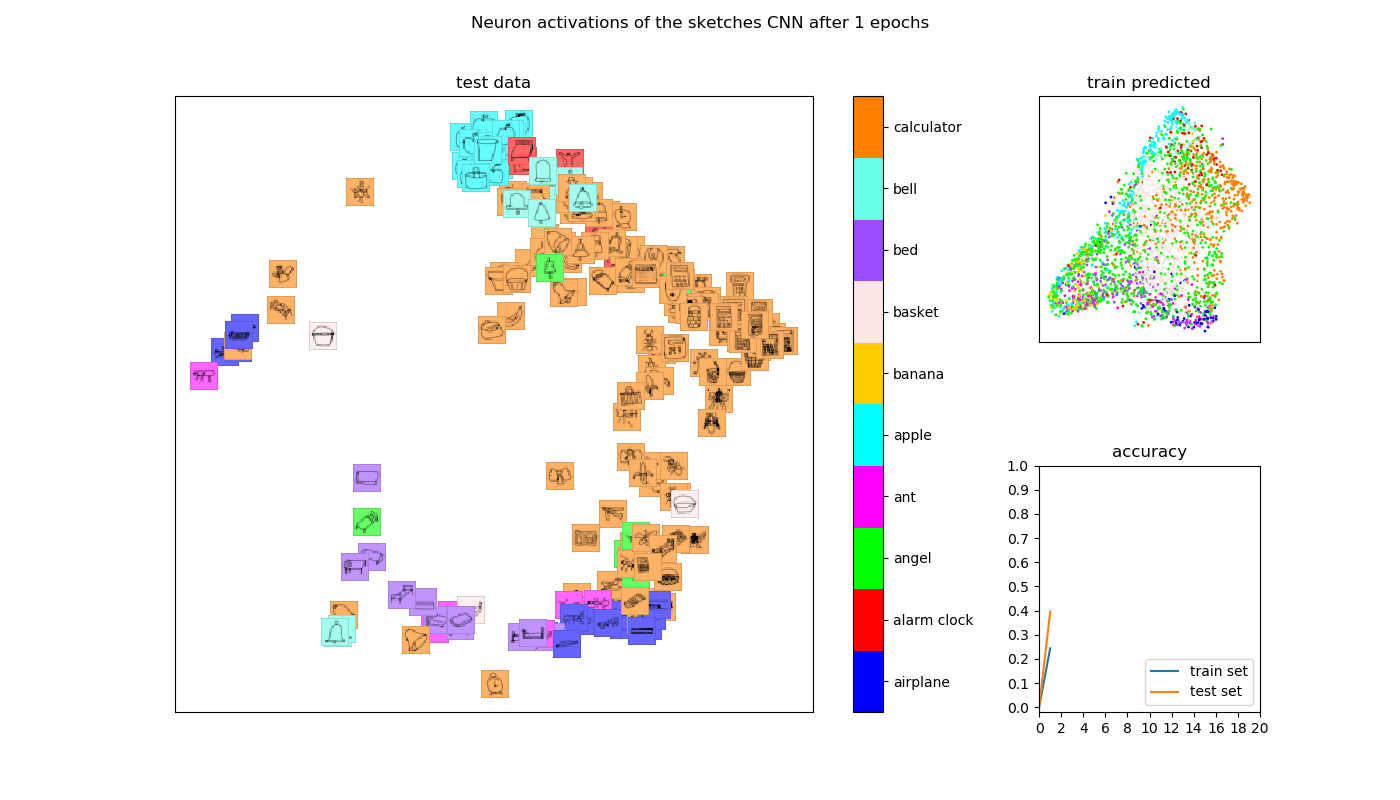 Neuron activations of the sketches CNN after 1 epochs
test data
calculator
bell
bed
basket
banana
apple
ant
angel
alarm clock
airplane
train predicted
accuracy
1.0
0.9
0.8
0.7
0.6
0.5
0.4
0.3
0.2
0.1
0.0
train set
test set
0 2 4 6 8 10 12 14 16 18 20